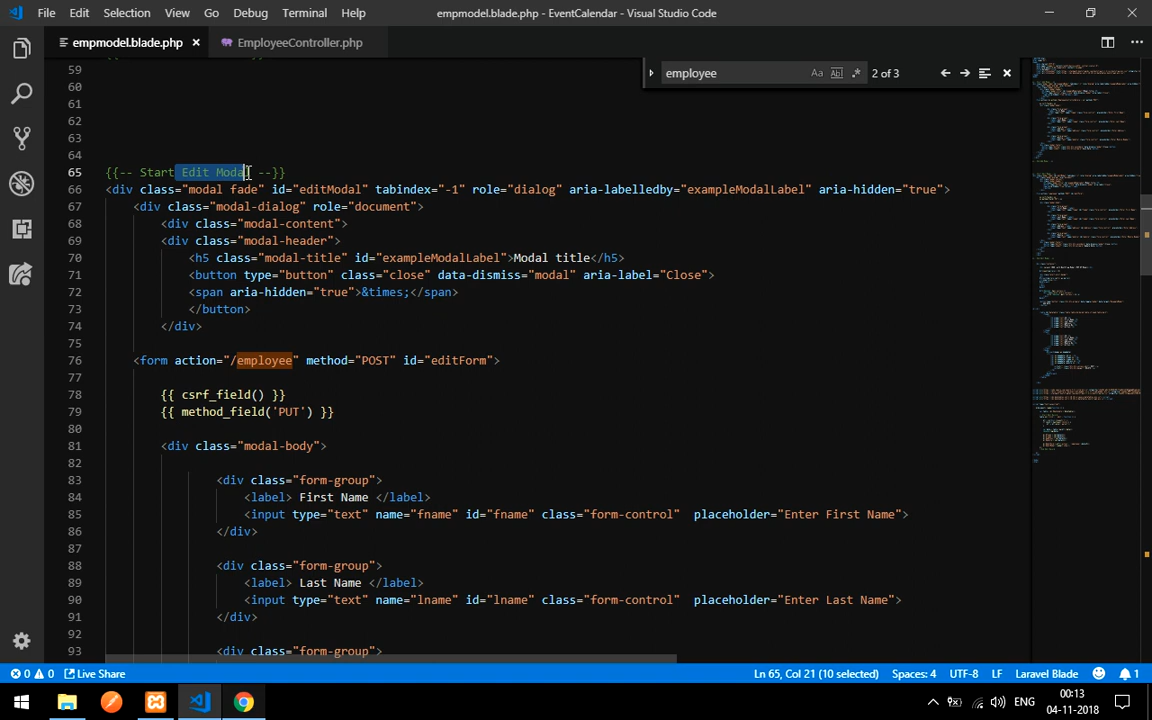 File Edit Selection View Go Debug Terminal Help
empmodel.blade.php - EventCalendar - Visual Studio Code
empmodel.blade.php
EmployeeController.php
employee
Aa Abl .* 2 of 3
59
60
61
62
63
64
65 {{-- Start Edit Modal --}}
66 <div class="modal fade" id="editModal" tabindex="-1" role="dialog" aria-labelledby="exampleModalLabel" aria-hidden="true">
67 <div class="modal-dialog" role="document">
68 <div class="modal-content">
69 <div class="modal-header">
70 <h5 class="modal-title" id="exampleModalLabel">Modal title</h5>
71 <button type="button" class="close" data-dismiss="modal" aria-label="Close">
72 <span aria-hidden="true">&times;</span>
73 </button>
74 </div>
75
76 <form action="/employee" method="POST" id="editForm">
77
78 {{ csrf_field() }}
79 {{ method_field('PUT') }}
80
81 <div class="modal-body">
82
83 <div class="form-group">
84 <label> First Name </label>
85 <input type="text" name="fname" id="fname" class="form-control"  placeholder="Enter First Name">
86 </div>
87
88 <div class="form-group">
89 <label> Last Name </label>
90 <input type="text" name="lname" id="lname" class="form-control"  placeholder="Enter Last Name">
91 </div>
92
93 <div class="form-group">
0 0 Live Share
Ln 65, Col 21 (10 selected) Spaces: 4 UTF-8 LF Laravel Blade 1
ENG
00:13
04-11-2018